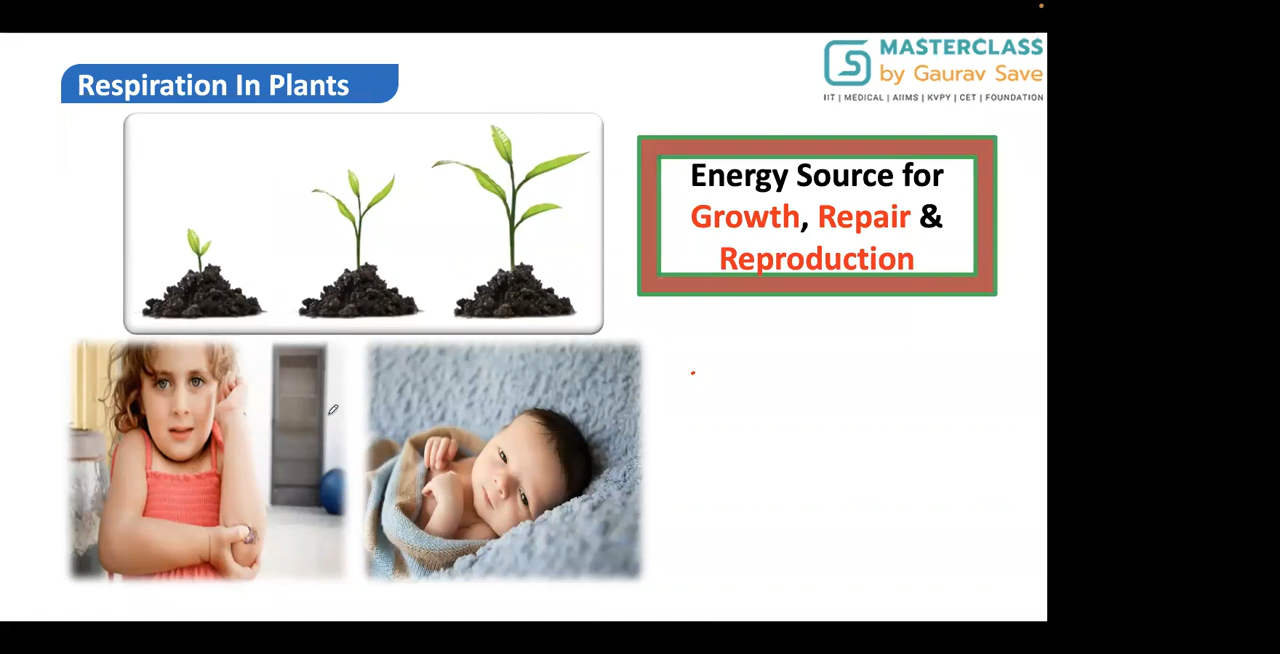 MASTERCLASS
by Gaurav Save
IIT | MEDICAL | AIIMS | KVPY | CET | FOUNDATION
Respiration In Plants
Energy Source for
Growth, Repair &
Reproduction